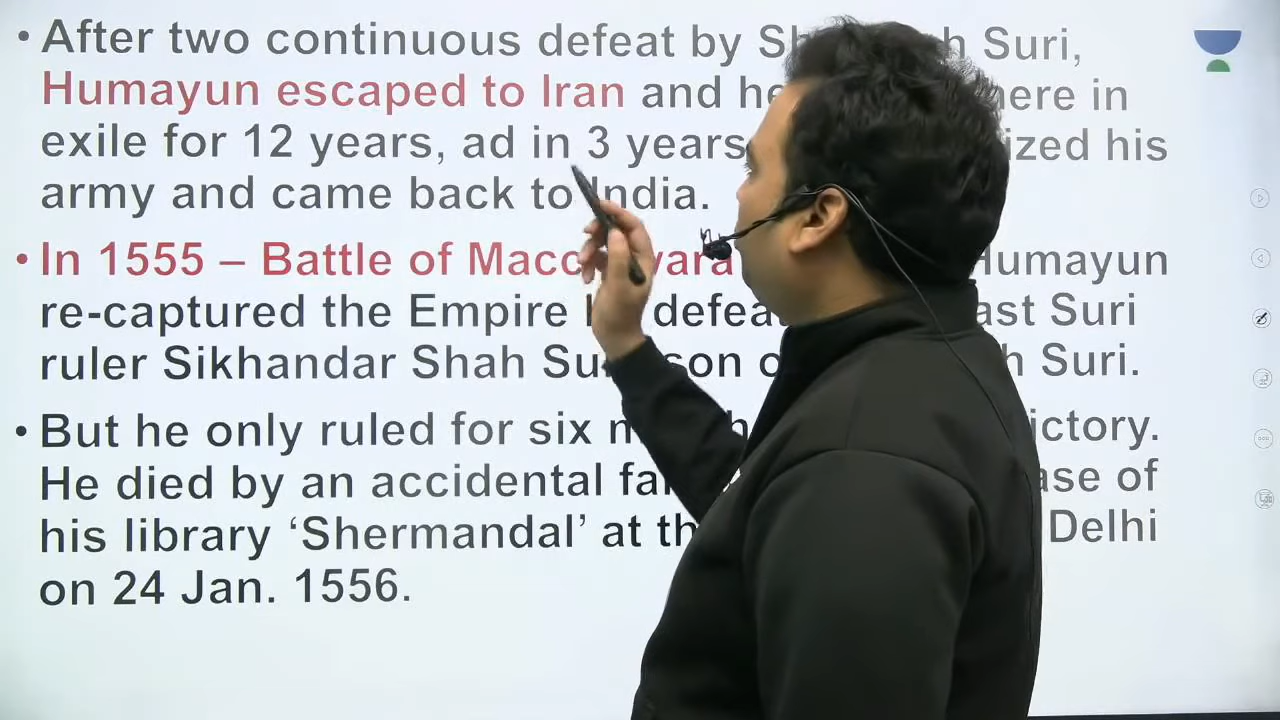 • After two continuous defeat by Sh h Suri,
Humayun escaped to Iran and he here in
exile for 12 years, ad in 3 years ized his
army and came back to India.
• In 1555 – Battle of Macc wara Humayun
re-captured the Empire defea ast Suri
ruler Sikhandar Shah Su son o h Suri.
• But he only ruled for six m h ictory.
He died by an accidental fa ase of
his library ‘Shermandal’ at th Delhi
on 24 Jan. 1556.